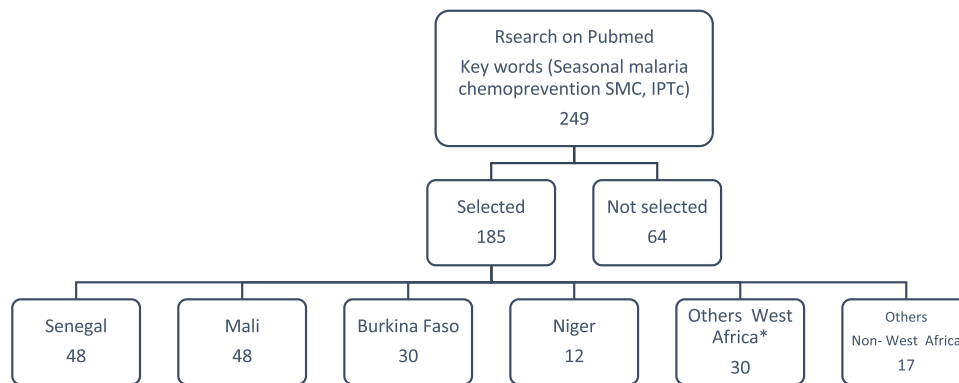 Rsearch on Pubmed
Key words (Seasonal malaria
chemoprevention SMC, IPTc)
249
Selected
185
Not selected
64
Senegal
48
Mali
48
Burkina Faso
30
Niger
12
Others West
Africa*
30
Others
Non- West Africa
17